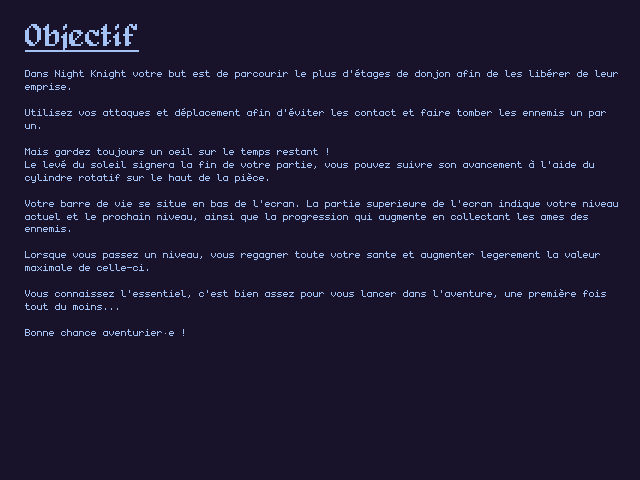 Objectif
Dans Night Knight votre but est de parcourir le plus d'étages de donjon afin de les libérer de leur
emprise.
Utilisez vos attaques et déplacement afin d'éviter les contact et faire tomber les ennemis un par
un.
Mais gardez toujours un oeil sur le temps restant !
Le levé du soleil signera la fin de votre partie, vous pouvez suivre son avancement à l'aide du
cylindre rotatif sur le haut de la pièce.
Votre barre de vie se situe en bas de l'ecran. La partie superieure de l'ecran indique votre niveau
actuel et le prochain niveau, ainsi que la progression qui augmente en collectant les ames des
ennemis.
Lorsque vous passez un niveau, vous regagner toute votre sante et augmenter legerement la valeur
maximale de celle-ci.
Vous connaissez l'essentiel, c'est bien assez pour vous lancer dans l'aventure, une première fois
tout du moins...
Bonne chance aventurier·e !